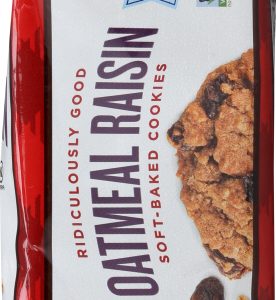 RIDICULOUSLY GOOD
OATMEAL RAISIN
SOFT-BAKED COOKIES